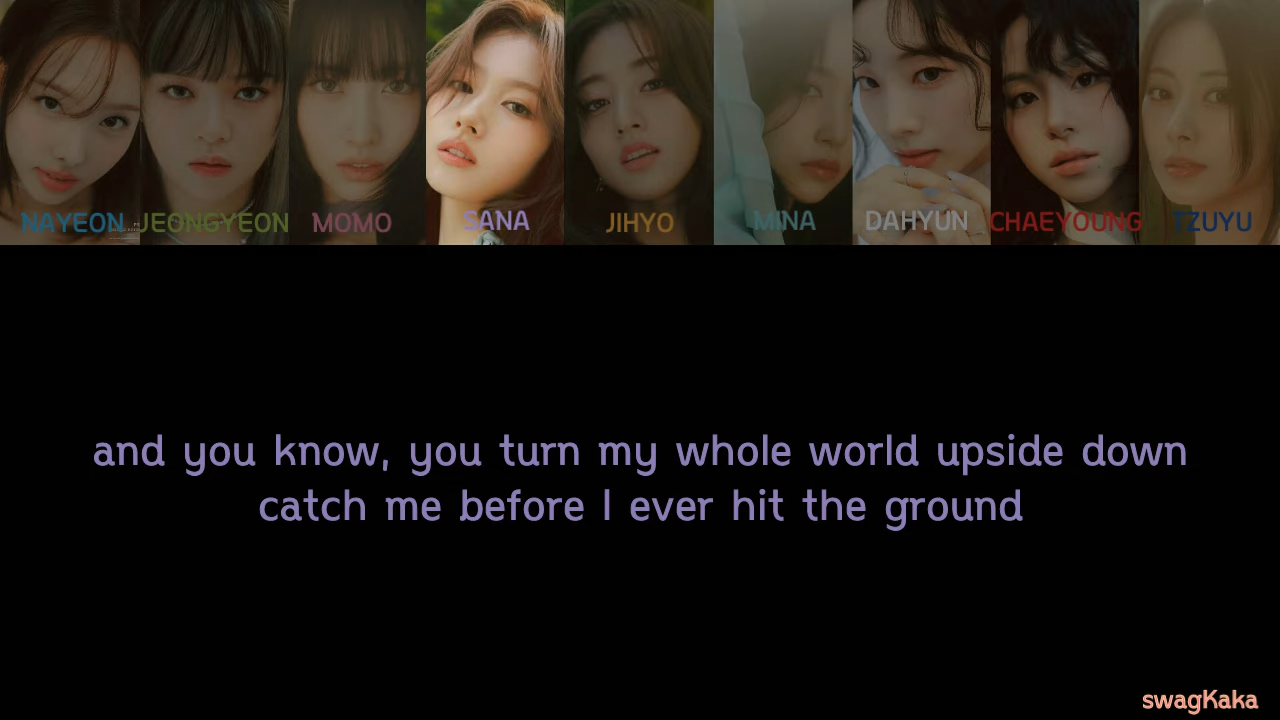 NAYEON JEONGYEON MOMO SANA JIHYO MINA DAHYUN CHAEYOUNG TZUYU
and you know, you turn my whole world upside down
catch me before I ever hit the ground
swagKaka